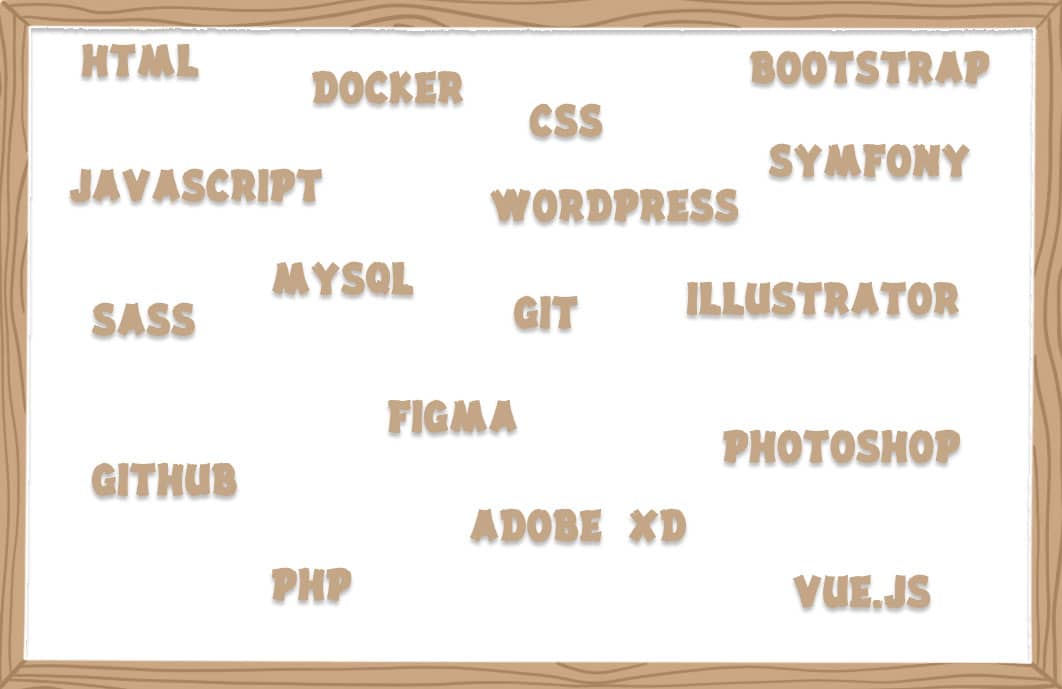 HTML
DOCKER
BOOTSTRAP
CSS
SYMFONY
JAVASCRIPT
WORDPRESS
MYSQL
ILLUSTRATOR
GIT
SASS
FIGMA
PHOTOSHOP
GITHUB
ADOBE XD
PHP
VUE.JS